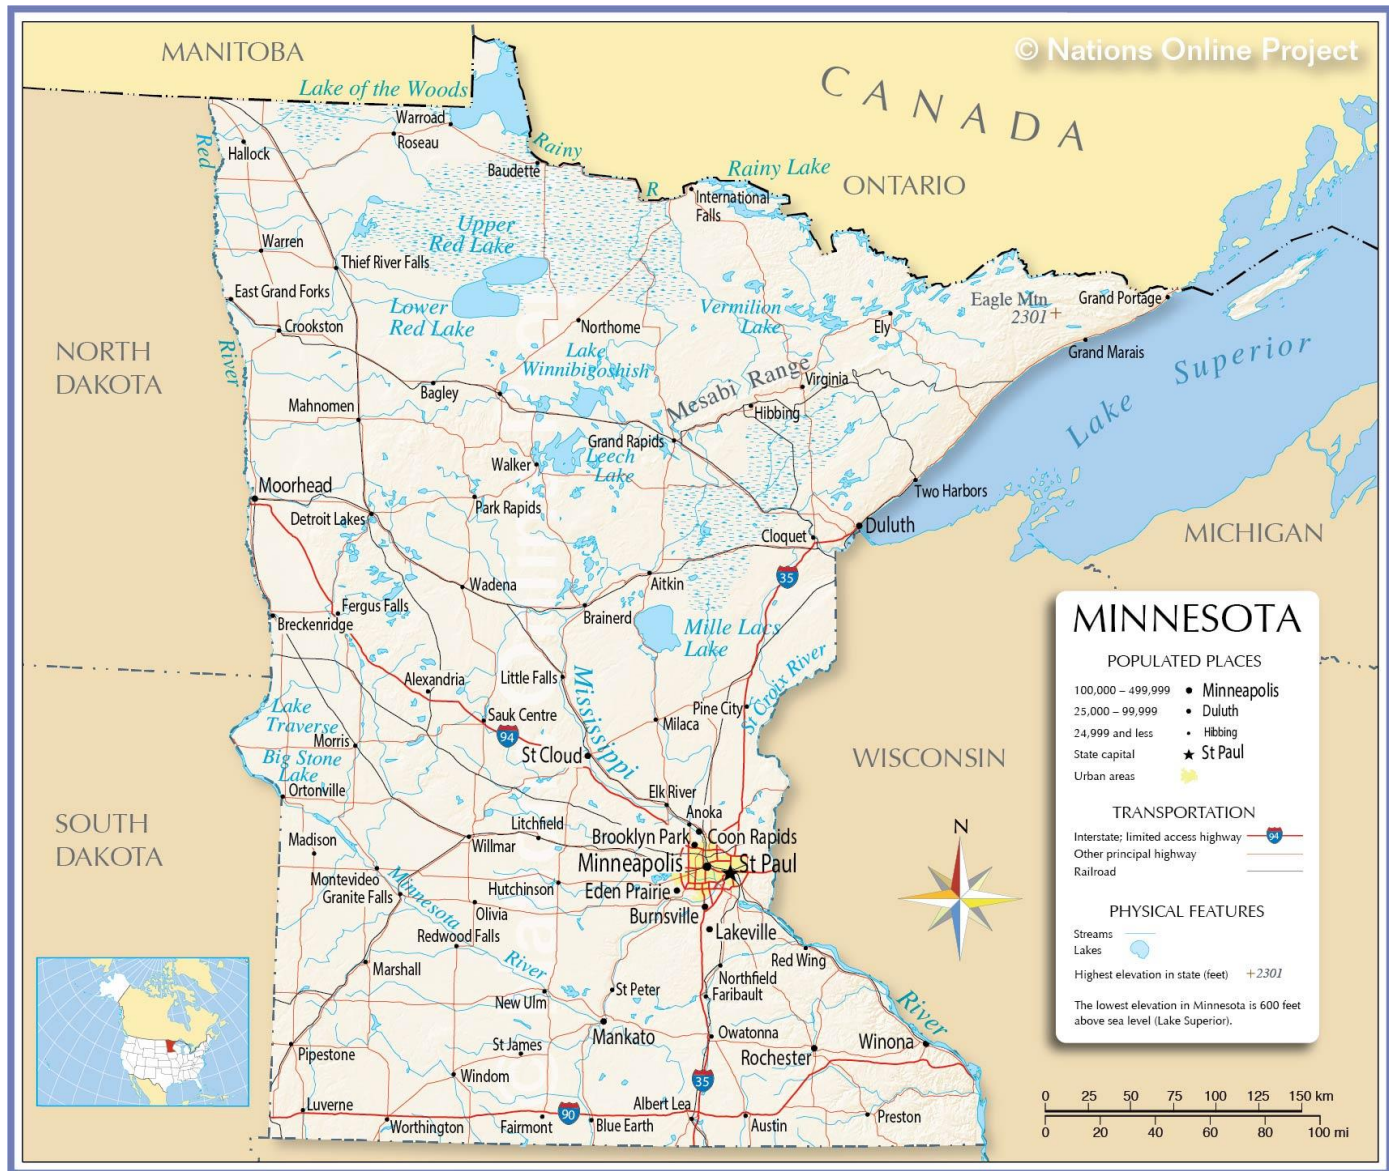 MANITOBA
© Nations Online Project
CANADA
Lake of the Woods
Warroad
Roseau
Hallock
Red
Rainy
Baudette
R.
Rainy Lake
ONTARIO
International
Falls
Upper
Red Lake
Warren
Thief River Falls
East Grand Forks
Lower
Red Lake
Crookston
Northome
Vermilion
Lake
Ely
Eagle Mtn
2301
Grand Portage
Grand Marais
Lake Superior
NORTH
DAKOTA
River
Lake
Winnibigoshish
Bagley
Mesabi Range
Virginia
Hibbing
Mahnomen
Grand Rapids
Leech
Lake
Walker
Moorhead
Park Rapids
Two Harbors
Detroit Lakes
Duluth
Cloquet
MICHIGAN
35
Wadena
Aitkin
Fergus Falls
Brainerd
Breckenridge
Mille Lacs
Lake
Alexandria
Little Falls
Mississippi
St Croix River
Pine City
Lake
Traverse
Sauk Centre
Milaca
94
Morris
St Cloud
Big Stone
Lake
Ortonville
WISCONSIN
Elk River
Anoka
SOUTH
DAKOTA
Litchfield
Brooklyn Park
Coon Rapids
Madison
Willmar
Minneapolis
St Paul
Montevideo
Minnesota
Hutchinson
Eden Prairie
Granite Falls
Olivia
Burnsville
Redwood Falls
Lakeville
River
Marshall
Red Wing
Northfield
St Peter
Faribault
New Ulm
River
Mankato
Owatonna
St James
Rochester
Winona
Pipestone
Windom
35
Luverne
90
Albert Lea
Worthington
Fairmont
Blue Earth
Austin
Preston
MINNESOTA
POPULATED PLACES
100,000 – 499,999 Minneapolis
25,000 – 99,999 Duluth
24,999 and less Hibbing
State capital St Paul
Urban areas
TRANSPORTATION
Interstate; limited access highway 94
Other principal highway
Railroad
PHYSICAL FEATURES
Streams
Lakes
Highest elevation in state (feet) +2301
The lowest elevation in Minnesota is 600 feet
above sea level (Lake Superior).
N
0 25 50 75 100 125 150 km
0 20 40 60 80 100 mi